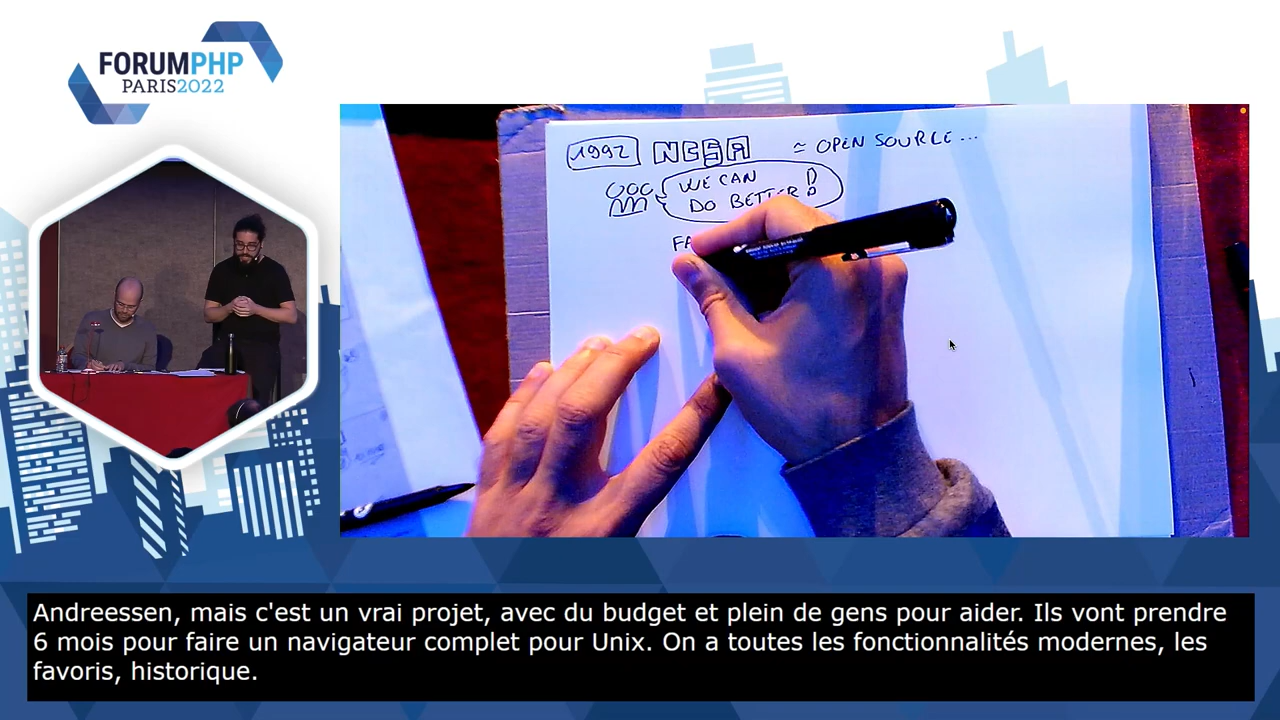 FORUMPHP
PARIS2022
1992 NCSA ≃ OPEN SOURCE...
WE CAN
DO BETTER
FA
Andreessen, mais c'est un vrai projet, avec du budget et plein de gens pour aider. Ils vont prendre
6 mois pour faire un navigateur complet pour Unix. On a toutes les fonctionnalités modernes, les
favoris, historique.